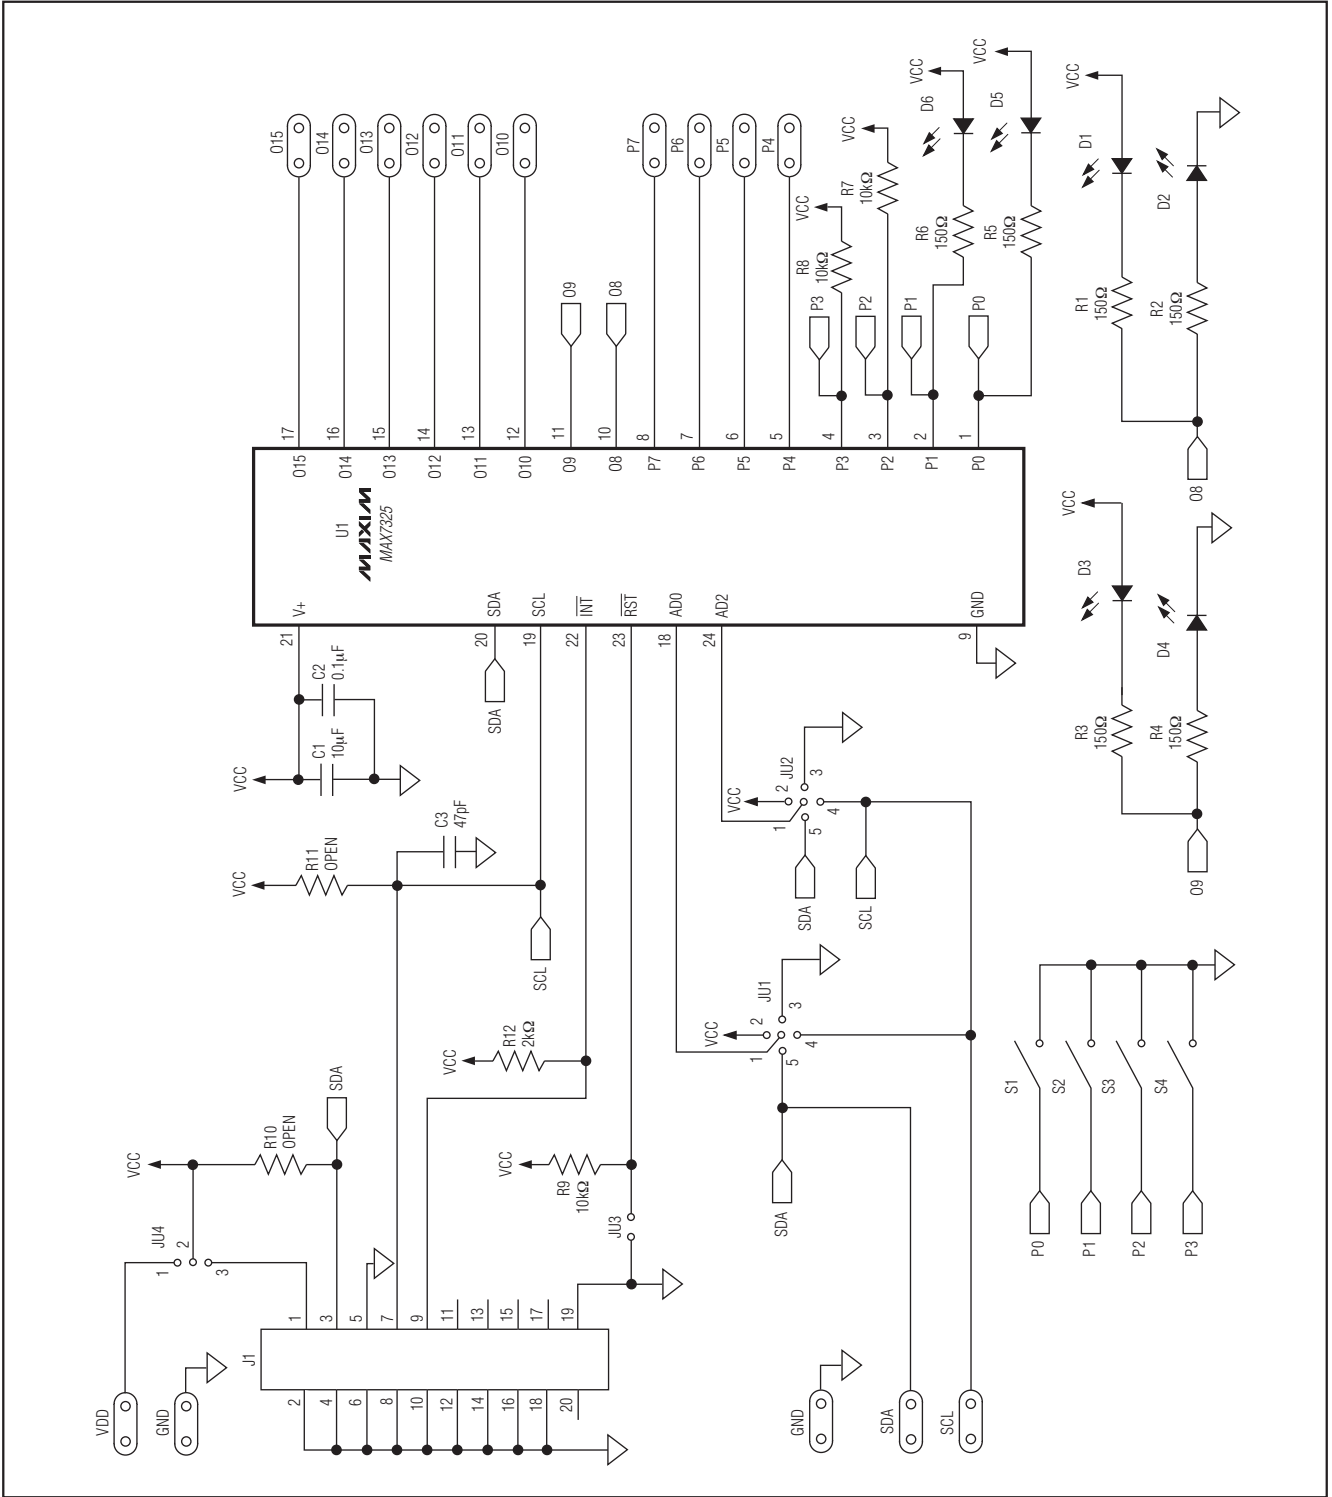 VDD
GND
J1
2
4
6
8
10
12
14
16
18
20
1
3
5
7
9
11
13
15
17
19
JU4
1
2
3
VCC
R10
OPEN
SDA
VCC
R11
OPEN
C3
47pF
SCL
VCC
R12
2kΩ
VCC
R9
10kΩ
JU3
VCC
C1
10µF
C2
0.1µF
GND
SDA
SCL
SDA
JU1
VCC
1
2
3
4
5
JU2
VCC
1
2
3
4
5
SDA
SCL
SDA
21
20
19
22
23
18
24
9
V+
SDA
SCL
INT
RST
AD0
AD2
GND
U1
MAXIM
MAX7325
O15
O14
O13
O12
O11
O10
O9
O8
P7
P6
P5
P4
P3
P2
P1
P0
17
16
15
14
13
12
11
10
8
7
6
5
4
3
2
1
O15
O14
O13
O12
O11
O10
O9
O8
P7
P6
P5
P4
P3
P2
P1
P0
R8
10kΩ
VCC
R7
10kΩ
VCC
R6
150Ω
D6
VCC
R5
150Ω
D5
VCC
P0
P1
P2
P3
S1
S2
S3
S4
O9
R3
150Ω
R4
150Ω
D3
D4
VCC
O8
R1
150Ω
R2
150Ω
D1
D2
VCC